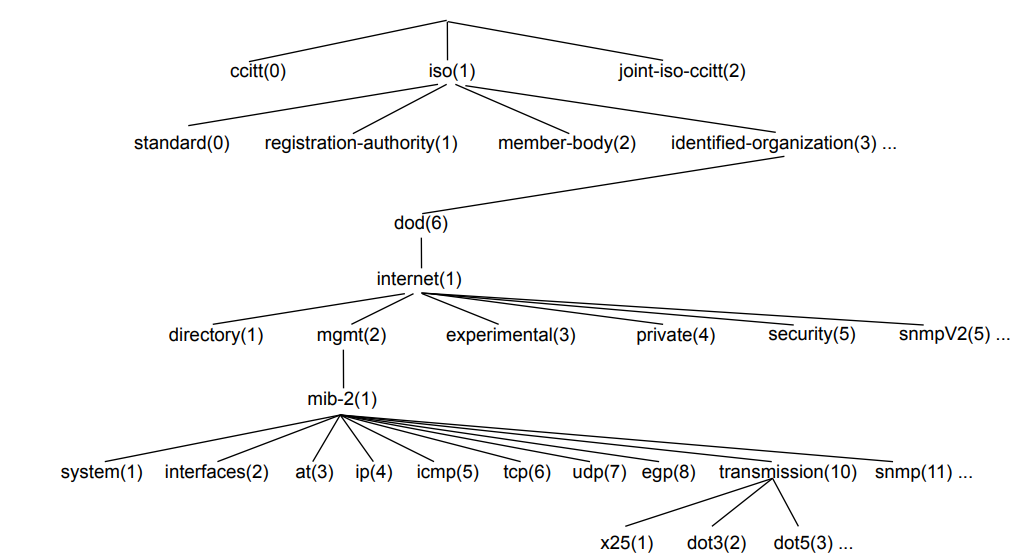 ccitt(0) iso(1) joint-iso-ccitt(2)
standard(0) registration-authority(1) member-body(2) identified-organization(3) ...
dod(6)
internet(1)
directory(1) mgmt(2) experimental(3) private(4) security(5) snmpV2(5) ...
mib-2(1)
system(1) interfaces(2) at(3) ip(4) icmp(5) tcp(6) udp(7) egp(8) transmission(10) snmp(11) ...
x25(1) dot3(2) dot5(3) ...